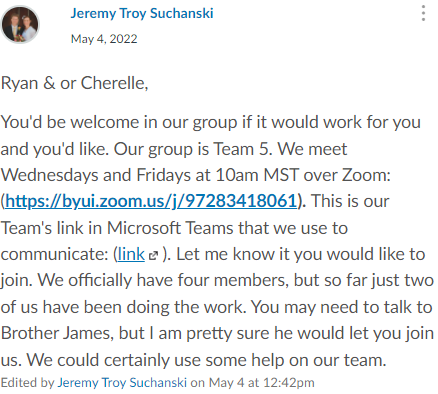 Jeremy Troy Suchanski
May 4, 2022
Ryan & or Cherelle,
You'd be welcome in our group if it would work for you
and you'd like. Our group is Team 5. We meet
Wednesdays and Fridays at 10am MST over Zoom:
(https://byui.zoom.us/j/97283418061). This is our
Team's link in Microsoft Teams that we use to
communicate: (link ). Let me know it you would like to
join. We officially have four members, but so far just two
of us have been doing the work. You may need to talk to
Brother James, but I am pretty sure he would let you join
us. We could certainly use some help on our team.
Edited by Jeremy Troy Suchanski on May 4 at 12:42pm